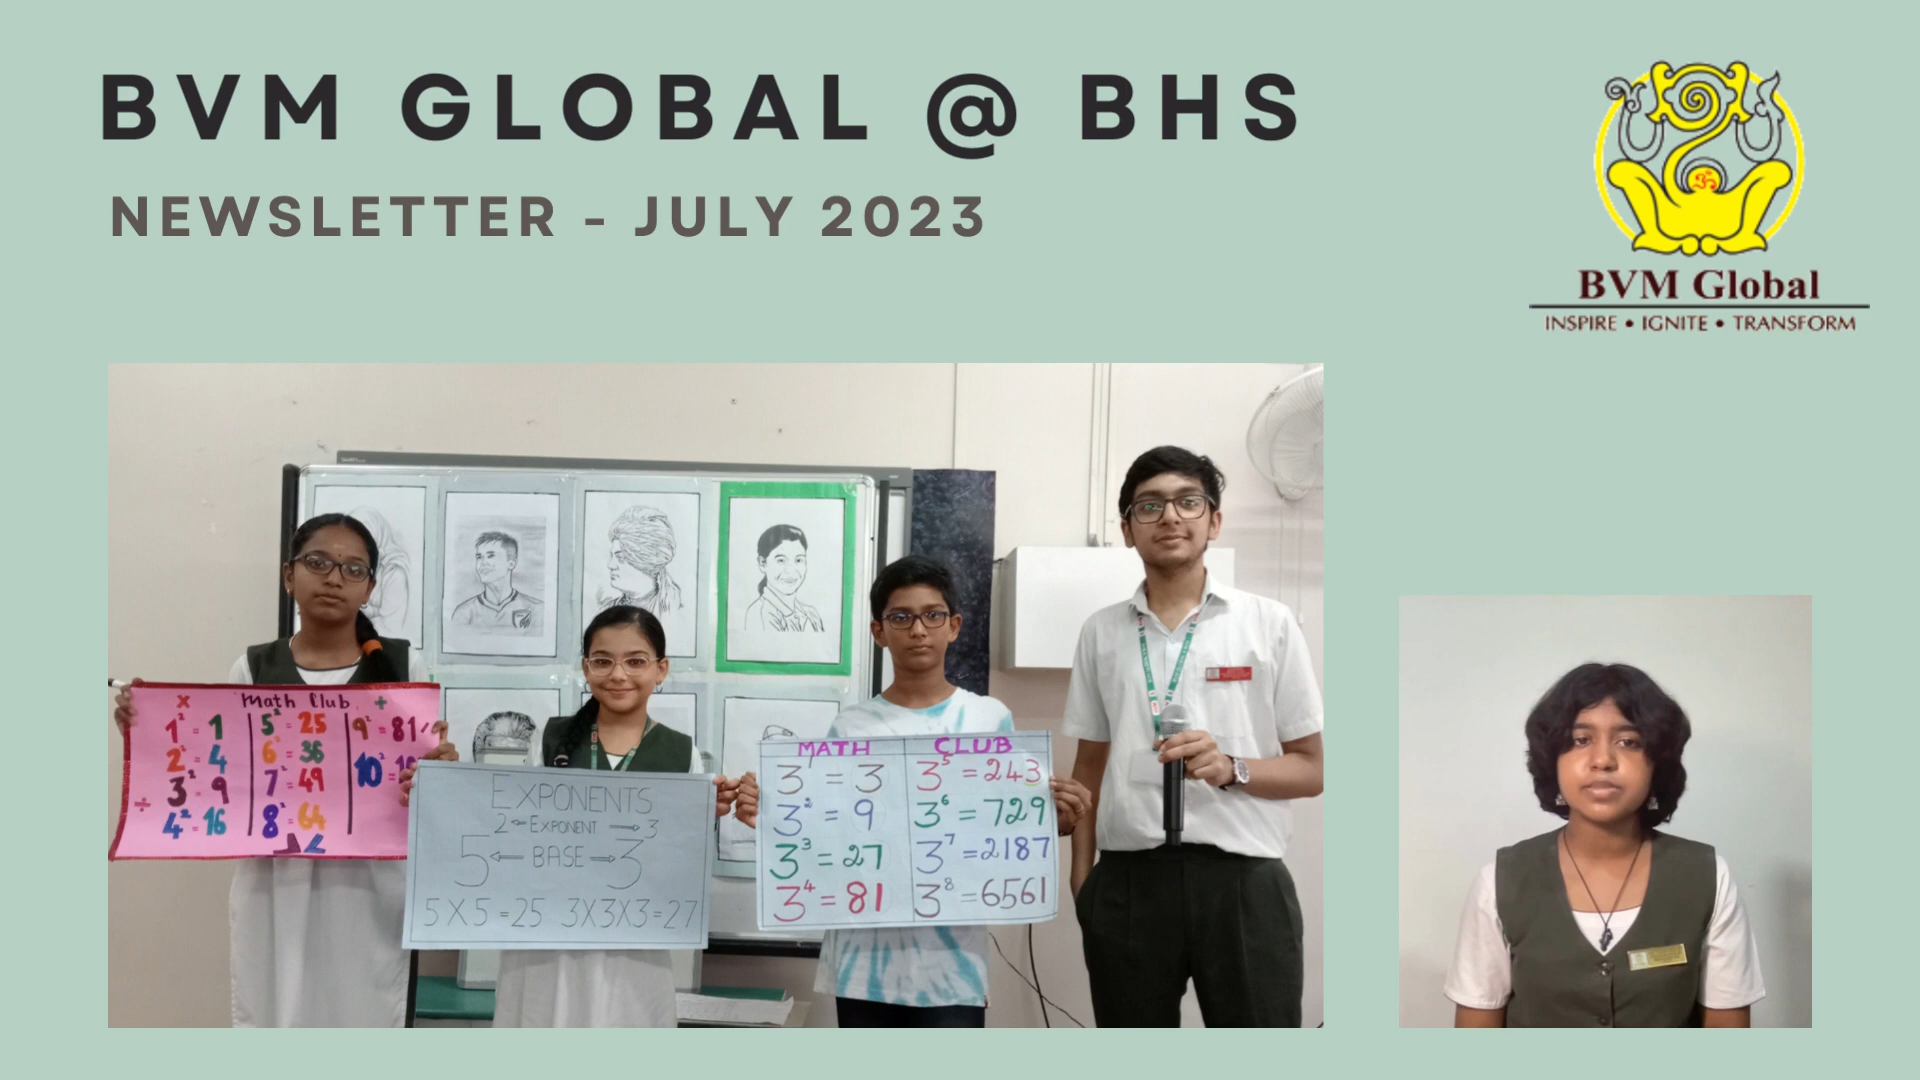 BVM GLOBAL @ BHS
NEWSLETTER - JULY 2023
BVM Global
INSPIRE • IGNITE • TRANSFORM
× Math Club +
1² = 1
2² = 4
3² = 9
÷
4² = 16
5² = 25
6² = 36
7² = 49
8² = 64
9² = 81
10² =
EXPONENTS
2 ← EXPONENT → 3
5 ← BASE → 3
5X5=25 3X3X3=27
MATH CLUB
3¹ = 3
3² = 9
3³ = 27
3⁴ = 81
3⁵ = 243
3⁶ = 729
3⁷ = 2187
3⁸ = 6561